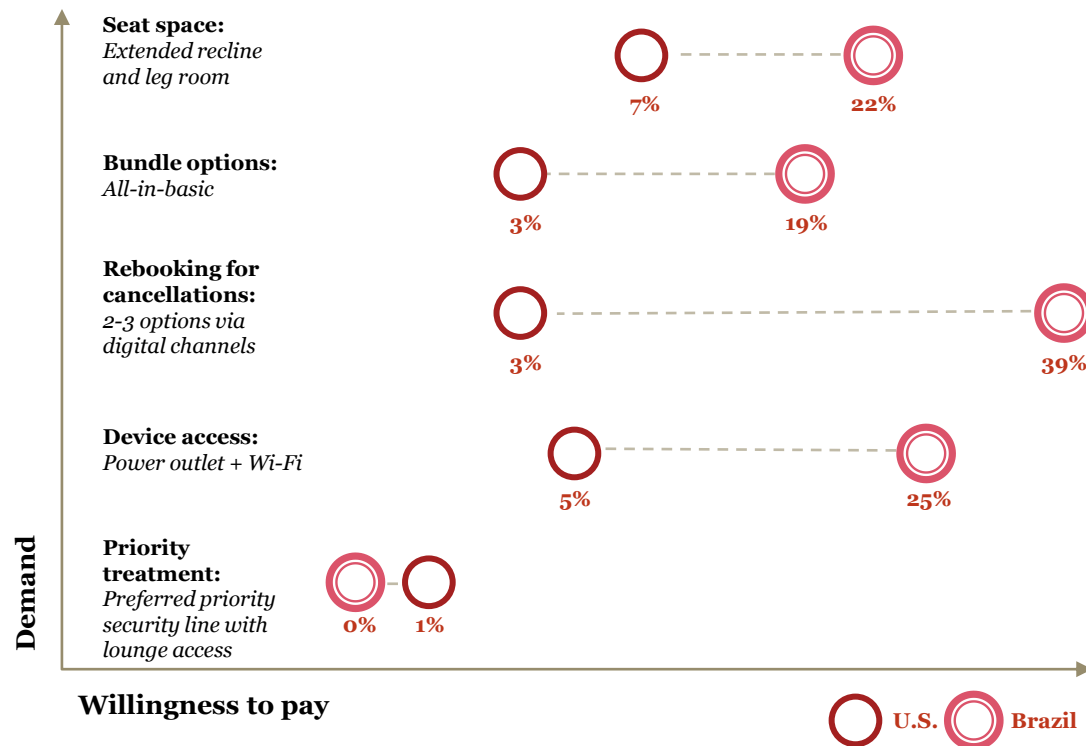 Seat space:
Extended recline
and leg room
7%
22%
Bundle options:
All-in-basic
3%
19%
Rebooking for
cancellations:
2-3 options via
digital channels
3%
39%
Device access:
Power outlet + Wi-Fi
5%
25%
Priority
treatment:
Preferred priority
security line with
lounge access
0%
1%
Demand
Willingness to pay
U.S.
Brazil